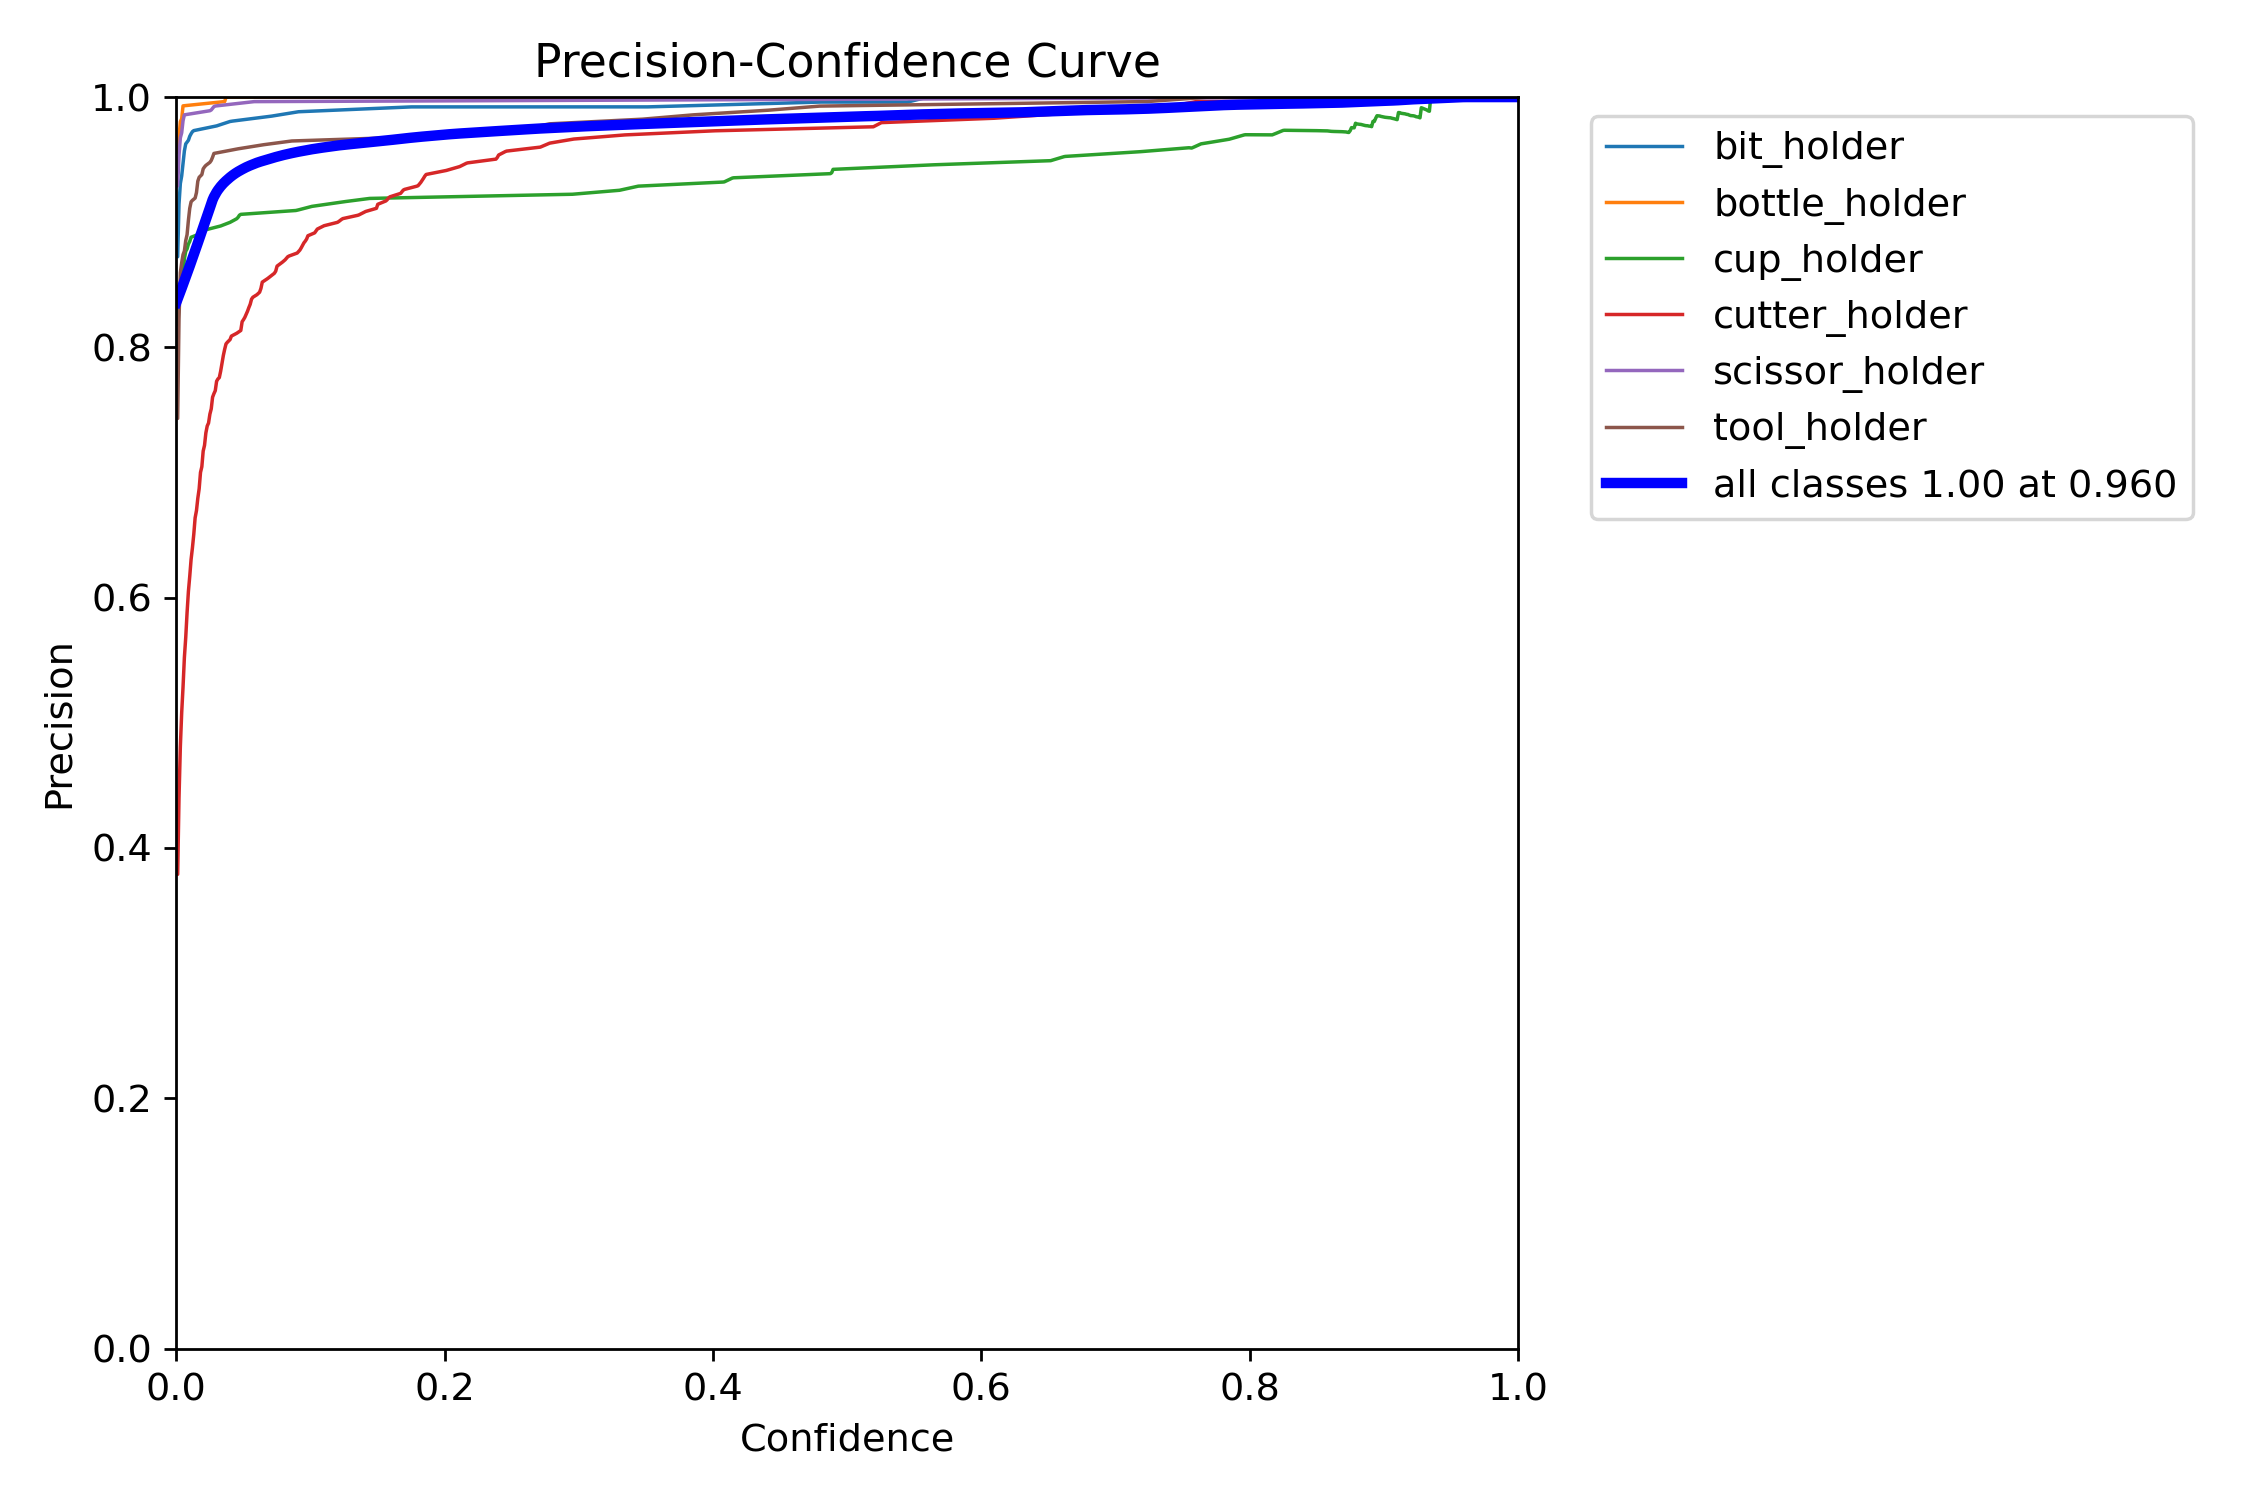 Precision-Confidence Curve
1.0
0.8
0.6
0.4
0.2
0.0
Precision
0.0 0.2 0.4 0.6 0.8 1.0
Confidence
bit_holder
bottle_holder
cup_holder
cutter_holder
scissor_holder
tool_holder
all classes 1.00 at 0.960